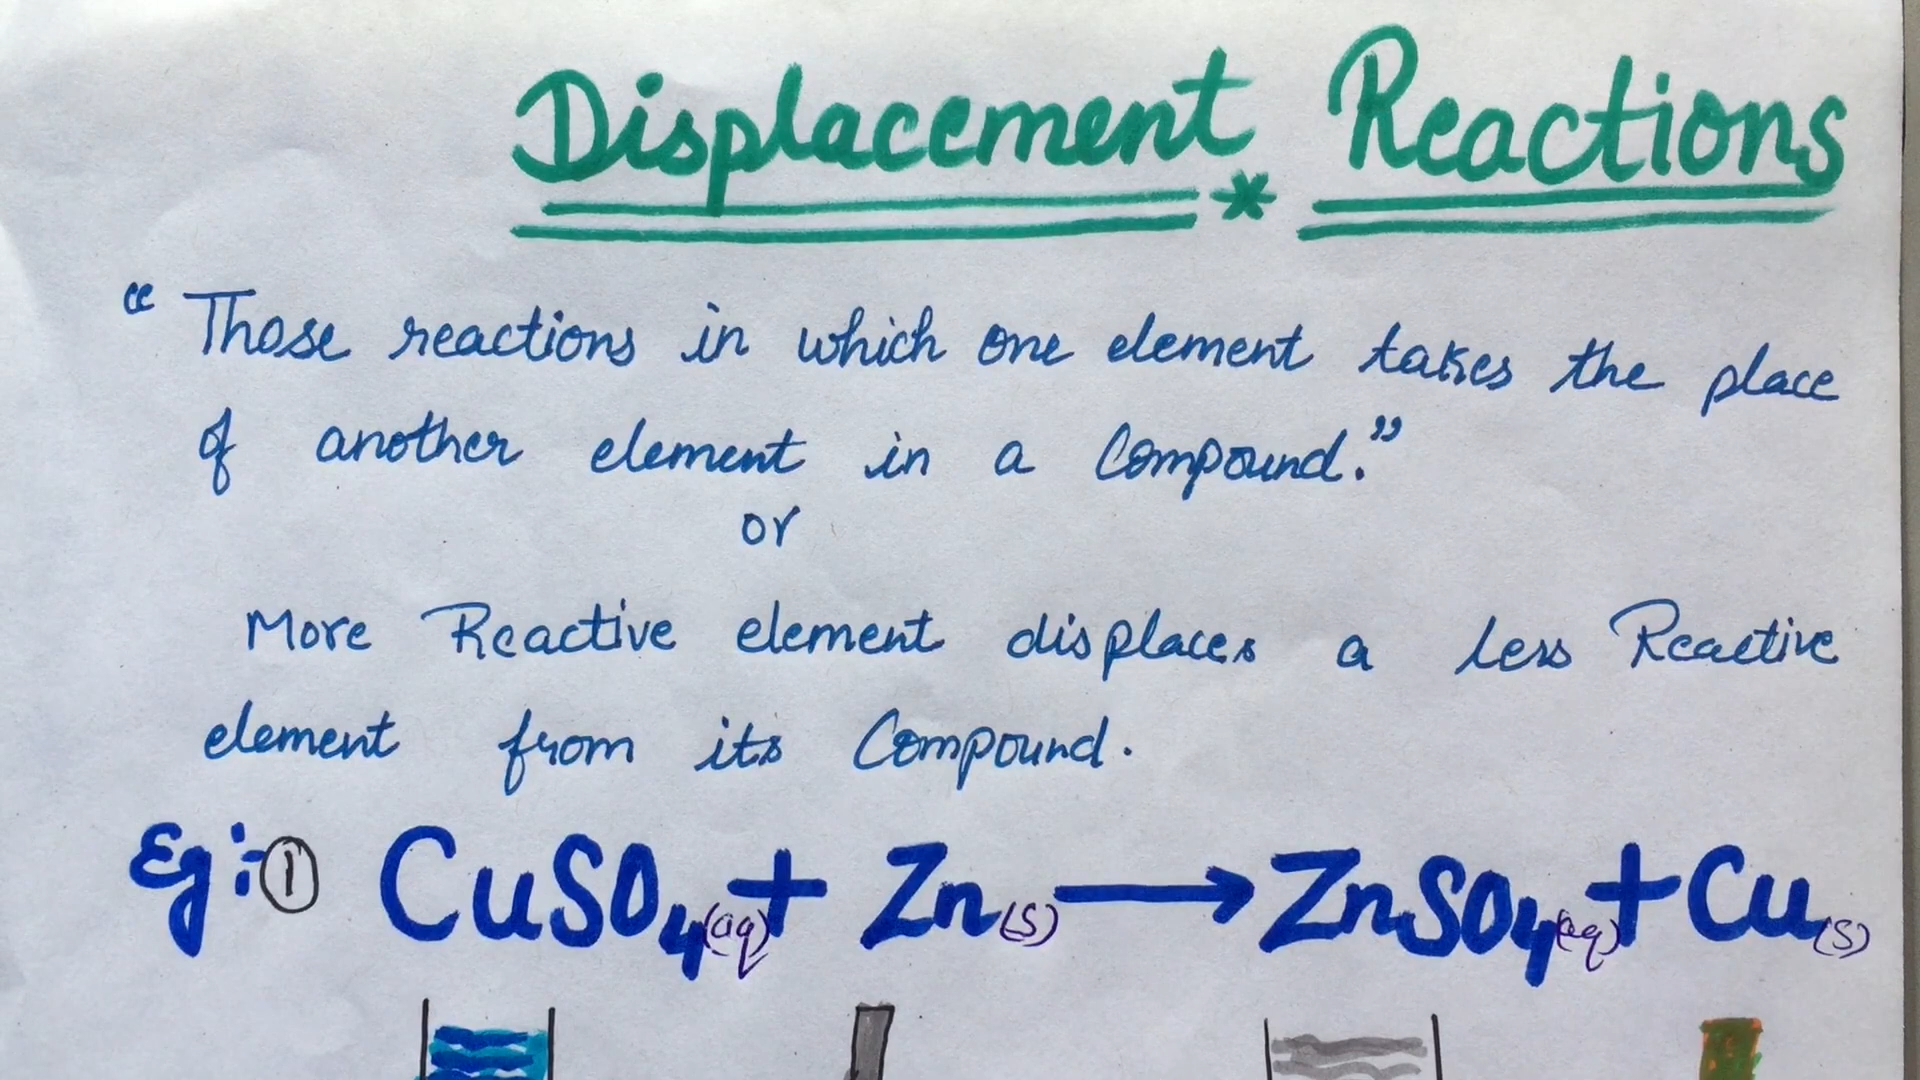 Displacement Reactions
“Those reactions in which one element takes the place
of another element in a Compound.”
or
More Reactive element displaces a less Reactive
element from its Compound.
Eg:- ① CuSO4(aq) + Zn(s) → ZnSO4(aq) + Cu(s)